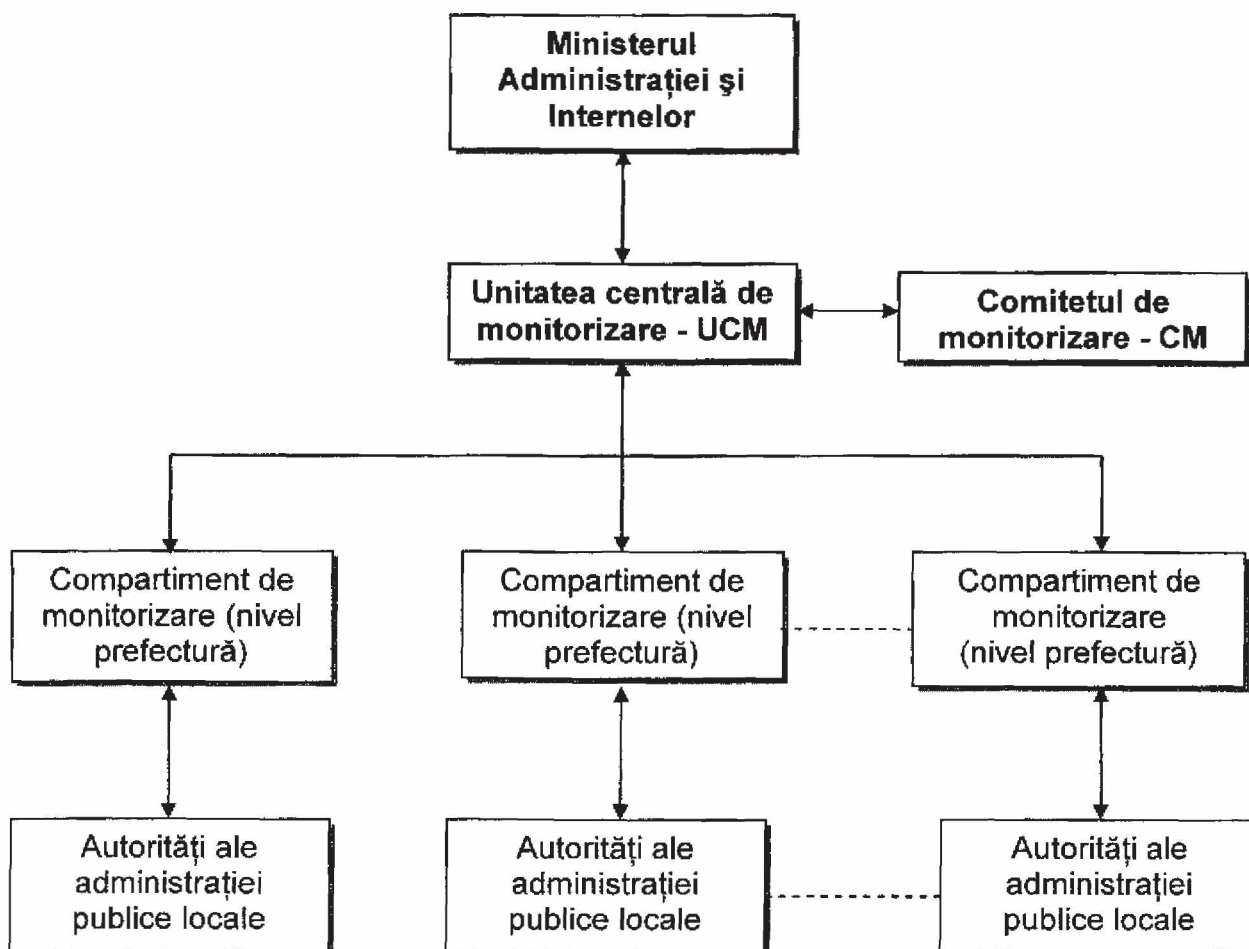 Ministerul
Administrației şi
Internelor
Unitatea centrală de
monitorizare - UCM
Comitetul de
monitorizare - CM
Compartiment de
monitorizare (nivel
prefectură)
Compartiment de
monitorizare (nivel
prefectură)
Compartiment de
monitorizare
(nivel prefectură)
Autorități ale
administrației
publice locale
Autorități ale
administrației
publice locale
Autorități ale
administrației
publice locale